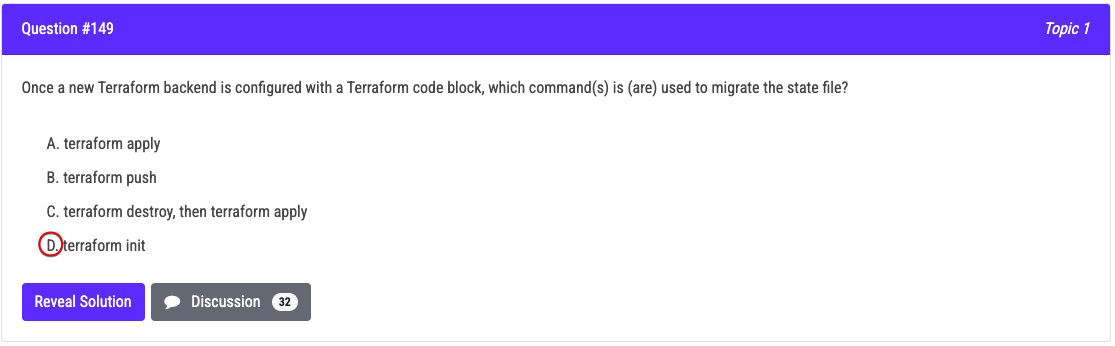 Question #149 Topic 1
Once a new Terraform backend is configured with a Terraform code block, which command(s) is (are) used to migrate the state file?
A. terraform apply
B. terraform push
C. terraform destroy, then terraform apply
D. terraform init
Reveal Solution Discussion 32